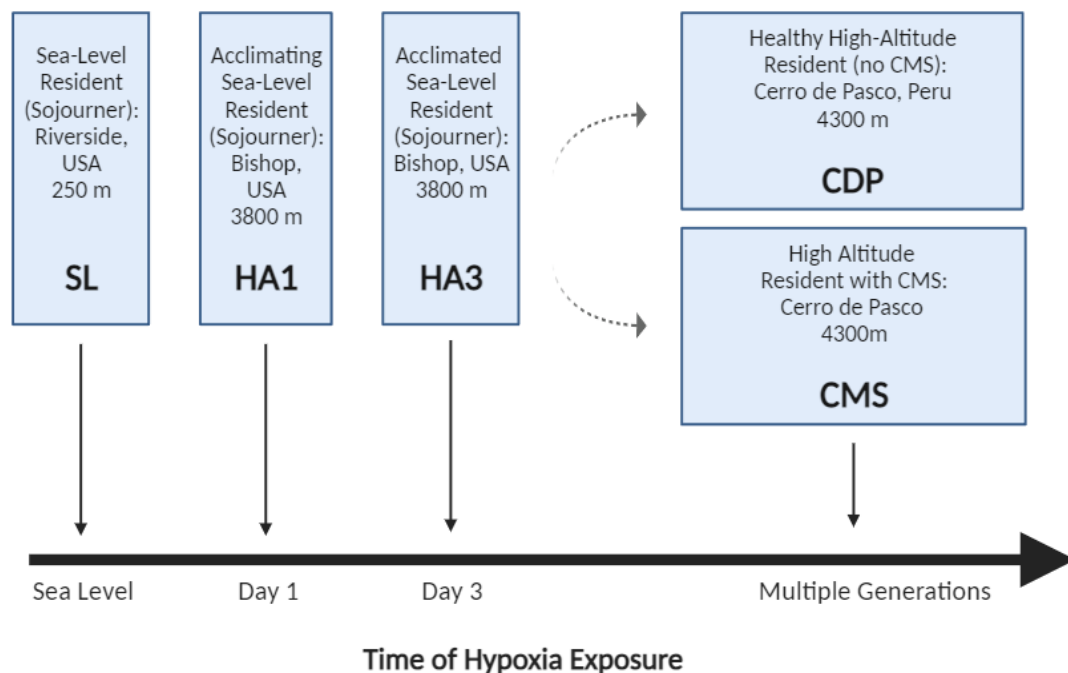 Sea-Level
Resident
(Sojourner):
Riverside,
USA
250 m
SL
Acclimating
Sea-Level
Resident
(Sojourner):
Bishop,
USA
3800 m
HA1
Acclimated
Sea-Level
Resident
(Sojourner):
Bishop, USA
3800 m
HA3
Healthy High-Altitude
Resident (no CMS):
Cerro de Pasco, Peru
4300 m
CDP
High Altitude
Resident with CMS:
Cerro de Pasco
4300m
CMS
Sea Level
Day 1
Day 3
Multiple Generations
Time of Hypoxia Exposure